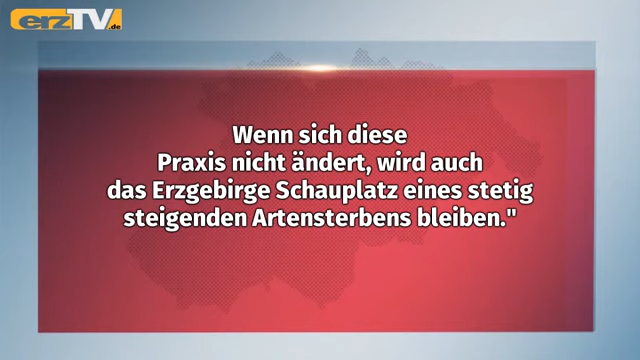 erzTV.de
Wenn sich diese
Praxis nicht ändert, wird auch
das Erzgebirge Schauplatz eines stetig
steigenden Artensterbens bleiben."